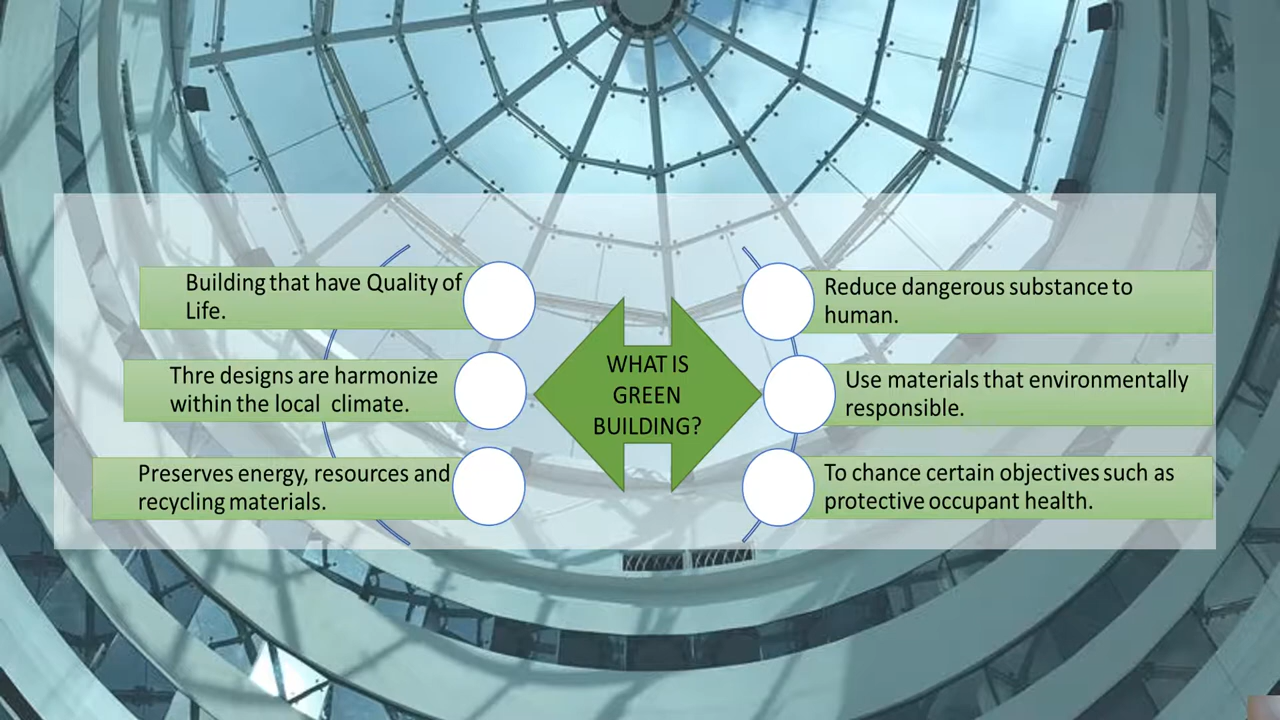 Building that have Quality of
Life.
Thre designs are harmonize
within the local climate.
Preserves energy, resources and
recycling materials.
WHAT IS
GREEN
BUILDING?
Reduce dangerous substance to
human.
Use materials that environmentally
responsible.
To chance certain objectives such as
protective occupant health.